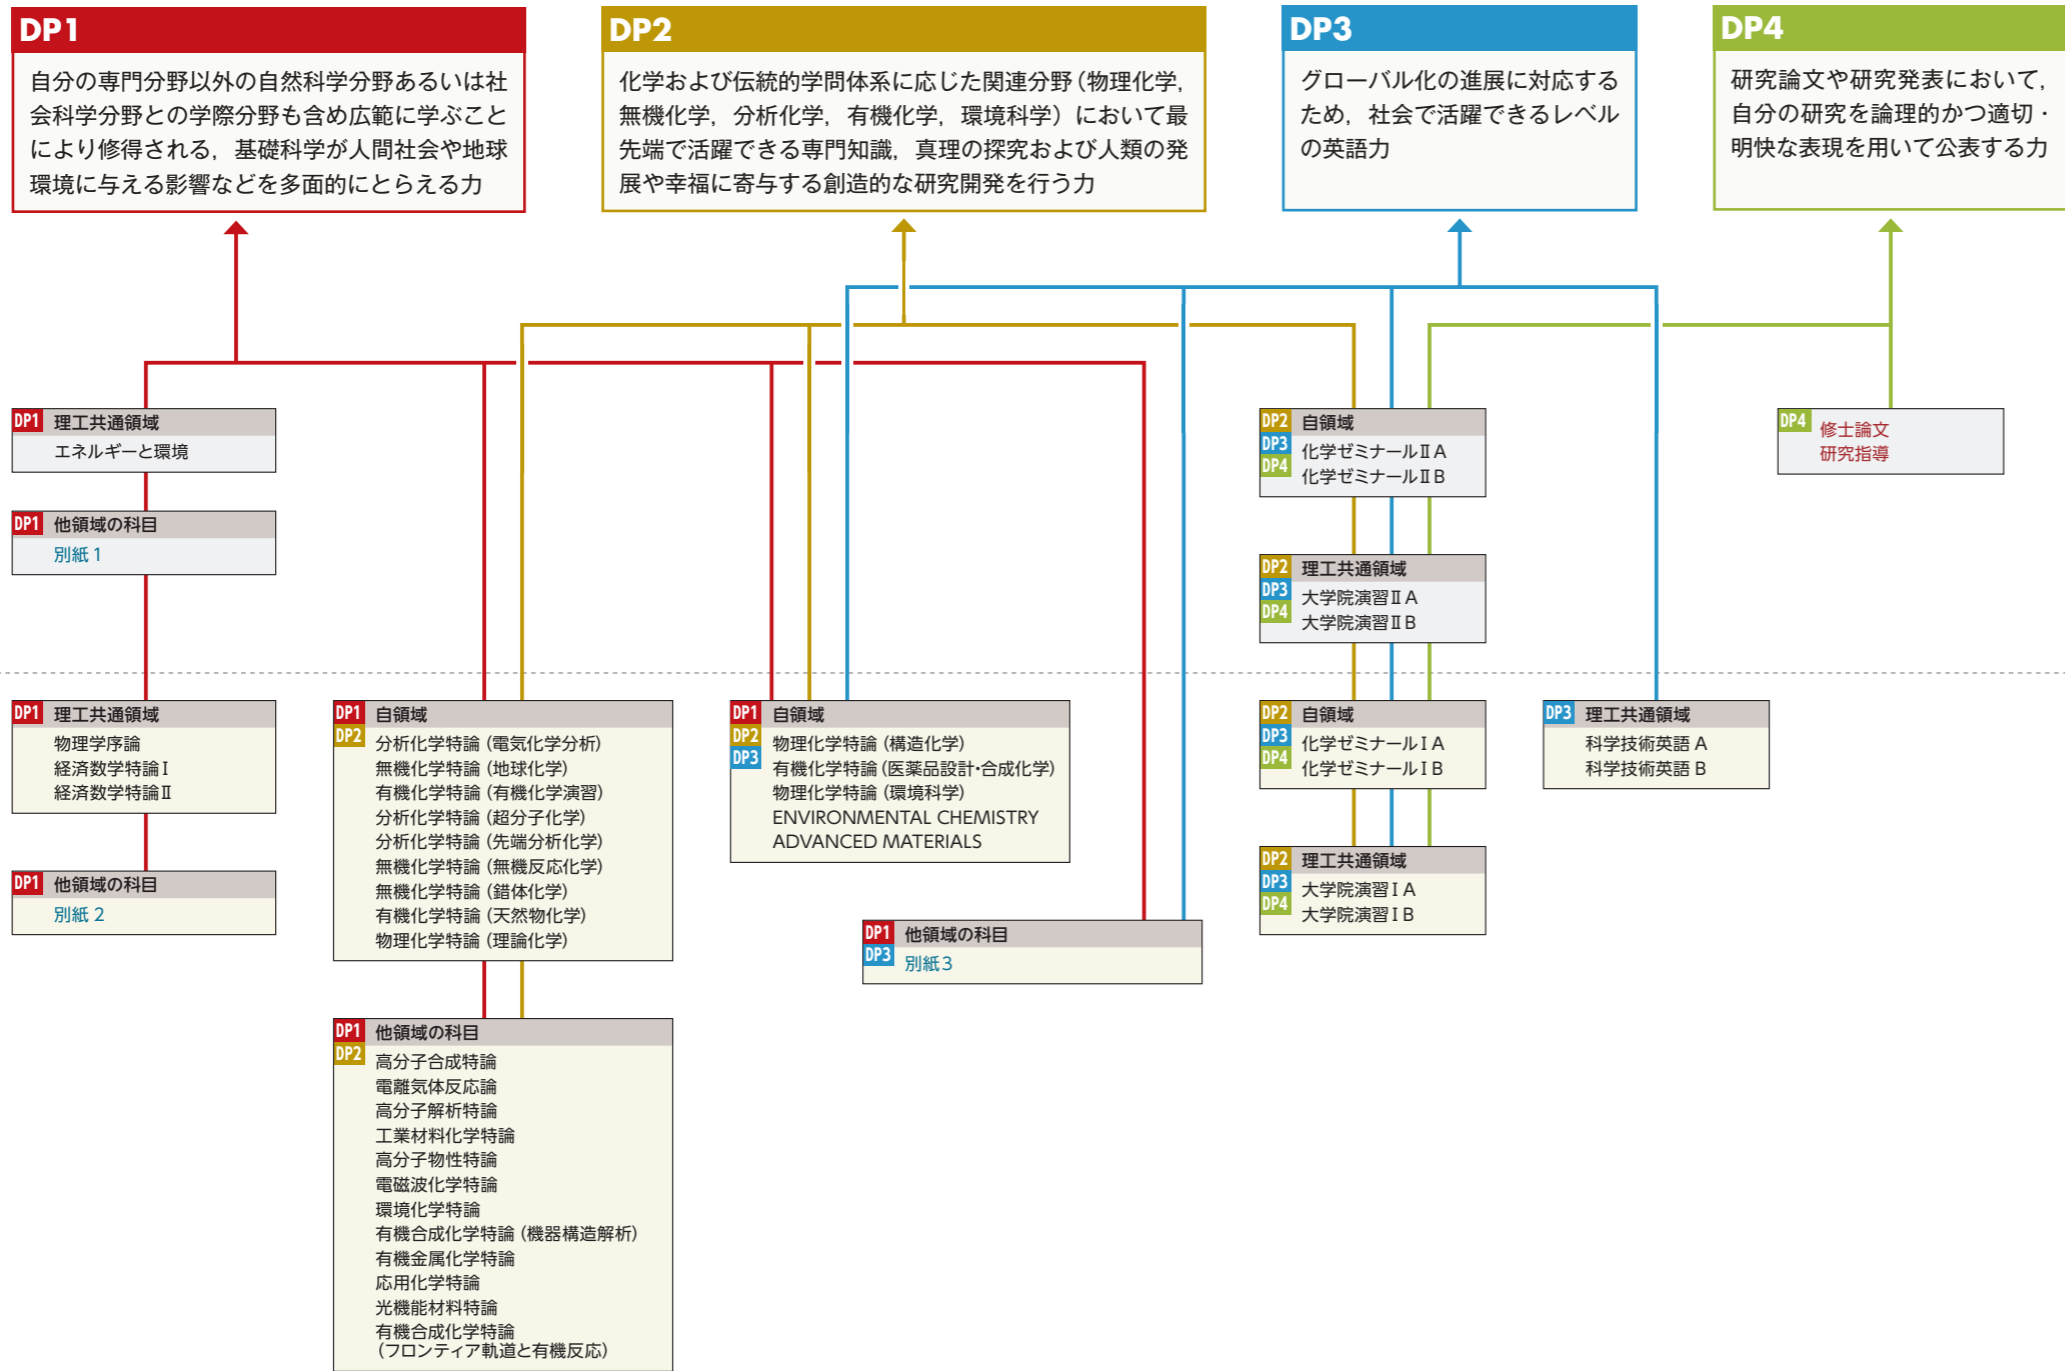 DP1
自分の専門分野以外の自然科学分野あるいは社
会科学分野との学際分野も含め広範に学ぶこと
により修得される，基礎科学が人間社会や地球
環境に与える影響などを多面的にとらえる力
DP2
化学および伝統的学問体系に応じた関連分野（物理化学，
無機化学，分析化学，有機化学，環境科学）において最
先端で活躍できる専門知識，真理の探究および人類の発
展や幸福に寄与する創造的な研究開発を行う力
DP3
グローバル化の進展に対応する
ため，社会で活躍できるレベル
の英語力
DP4
研究論文や研究発表において，
自分の研究を論理的かつ適切・
明快な表現を用いて公表する力
DP1 理工共通領域
エネルギーと環境
DP1 他領域の科目
別紙 1
DP2 自領域
DP3 化学ゼミナールⅡA
DP4 化学ゼミナールⅡB
DP2 理工共通領域
DP3 大学院演習ⅡA
DP4 大学院演習ⅡB
DP4 修士論文
研究指導
DP1 理工共通領域
物理学序論
経済数学特論Ⅰ
経済数学特論Ⅱ
DP1 他領域の科目
別紙 2
DP1 自領域
DP2 分析化学特論（電気化学分析）
無機化学特論（地球化学）
有機化学特論（有機化学演習）
分析化学特論（超分子化学）
分析化学特論（先端分析化学）
無機化学特論（無機反応化学）
無機化学特論（錯体化学）
有機化学特論（天然物化学）
物理化学特論（理論化学）
DP1 他領域の科目
DP2 高分子合成特論
電離気体反応論
高分子解析特論
工業材料化学特論
高分子物性特論
電磁波化学特論
環境化学特論
有機合成化学特論（機器構造解析）
有機金属化学特論
応用化学特論
光機能材料特論
有機合成化学特論
（フロンティア軌道と有機反応）
DP1 自領域
DP2 物理化学特論（構造化学）
DP3 有機化学特論（医薬品設計・合成化学）
物理化学特論（環境科学）
ENVIRONMENTAL CHEMISTRY
ADVANCED MATERIALS
DP1 他領域の科目
DP3 別紙3
DP2 自領域
DP3 化学ゼミナールⅠA
DP4 化学ゼミナールⅠB
DP2 理工共通領域
DP3 大学院演習ⅠA
DP4 大学院演習ⅠB
DP3 理工共通領域
科学技術英語 A
科学技術英語 B